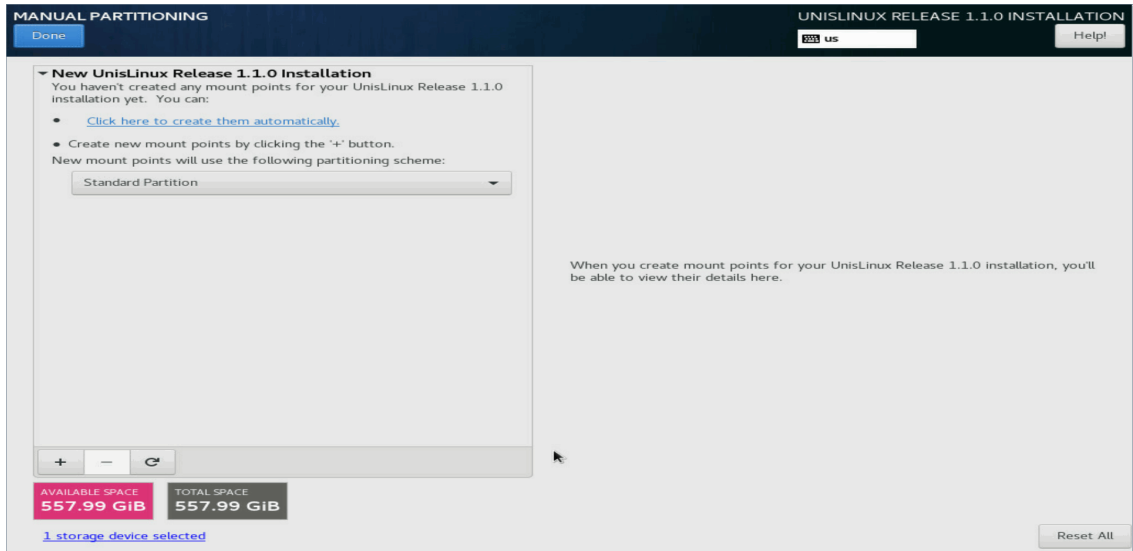 MANUAL PARTITIONING
UNISLINUX RELEASE 1.1.0 INSTALLATION
Done
us
Help!
New UnisLinux Release 1.1.0 Installation
You haven't created any mount points for your UnisLinux Release 1.1.0
installation yet. You can:
• Click here to create them automatically.
• Create new mount points by clicking the '+' button.
New mount points will use the following partitioning scheme:
Standard Partition
When you create mount points for your UnisLinux Release 1.1.0 installation, you'll
be able to view their details here.
+ −
AVAILABLE SPACE
557.99 GiB
TOTAL SPACE
557.99 GiB
1 storage device selected
Reset All